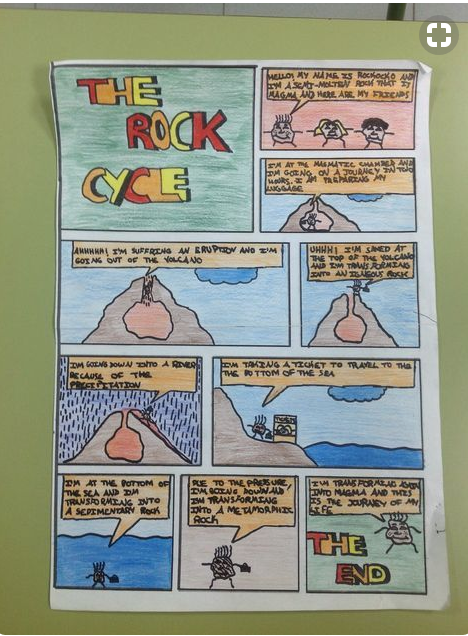 THE
ROCK
CYCLE
HELLO! MY NAME IS ROCKOCKO AND
I'M A SEMI-MOLTEN ROCK THAT IS
MAGMA AND HERE ARE MY FRIENDS
I'M AT THE MAGMATIC CHAMBER AND
I'M GOING ON A JOURNEY IN TWO
HOURS. I AM PREPARING MY
LUGGAGE
AHHHHH! I'M SUFFRING AN ERUPTION AND I'M
GOING OUT OF THE VOLCANO
UHHH! I'M SAVED AT
THE TOP OF THE VOLCANO
AND I'M TRANSFORMING
INTO AN IGNEOUS ROCK
I'M GOING DOWN INTO A RIVER
BECAUSE OF THE
PRECIPITATION
I'M TAKING A TICKET TO TRAVEL TO THE
THE BOTTOM OF THE SEA
I'M AT THE BOTTOM OF
THE SEA AND I'M
TRANSFORMING INTO
A SEDIMENTARY ROCK
DUE TO THE PRESSURE,
I'M GOING DOWN AND
I'M TRANSFORMING
INTO A METAMORPHIC
ROCK
I'M TRANSFORMING AGAIN
INTO MAGMA AND THIS
IS THE JOURNEY OF MY
LIFE
THE
END